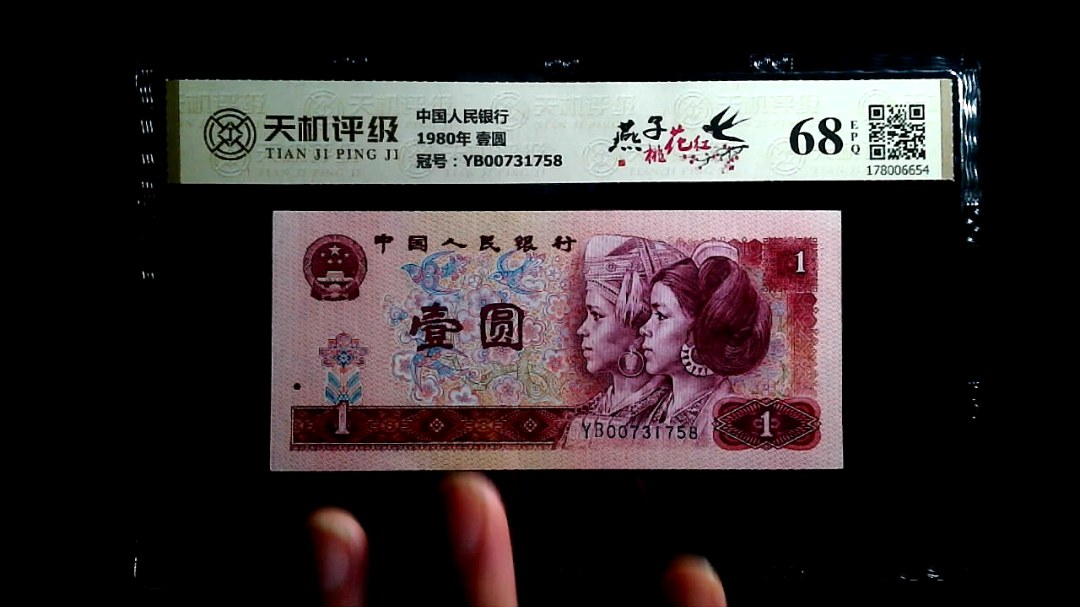 天机评级
TIAN JI PING JI
中国人民银行
1980年 壹圆
冠号：YB00731758
燕子
桃花红
68
EPQ
178006654
中国人民银行
1
壹圆
YB00731758
1
1